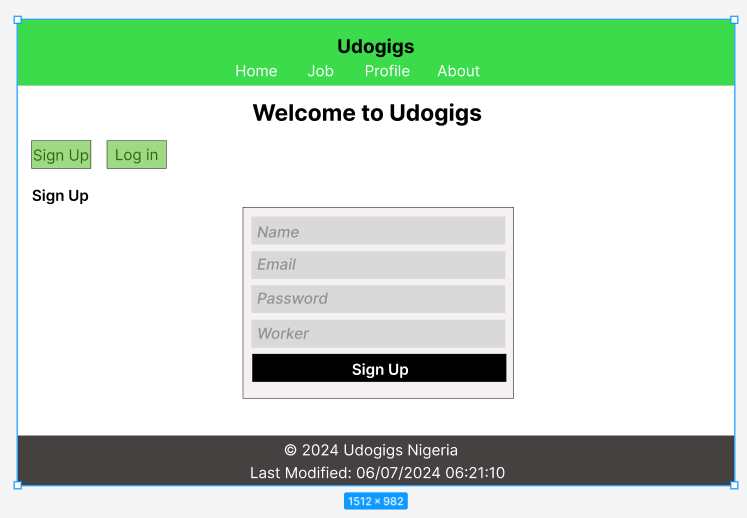 Udogigs
Home Job Profile About
Welcome to Udogigs
Sign Up Log in
Sign Up
Name
Email
Password
Worker
Sign Up
© 2024 Udogigs Nigeria
Last Modified: 06/07/2024 06:21:10
1512 × 982